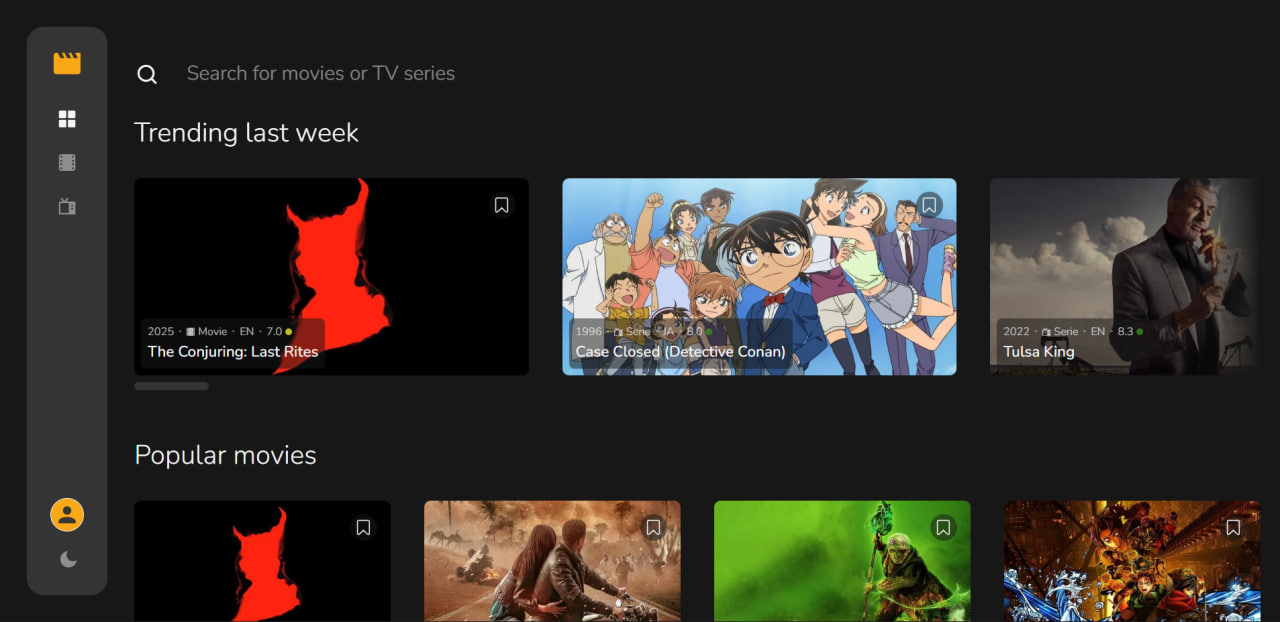 Search for movies or TV series
Trending last week
2025 · Movie · EN · 7.0
The Conjuring: Last Rites
1996 · Serie · JA · 8.0
Case Closed (Detective Conan)
2022 · Serie · EN · 8.3
Tulsa King
Popular movies